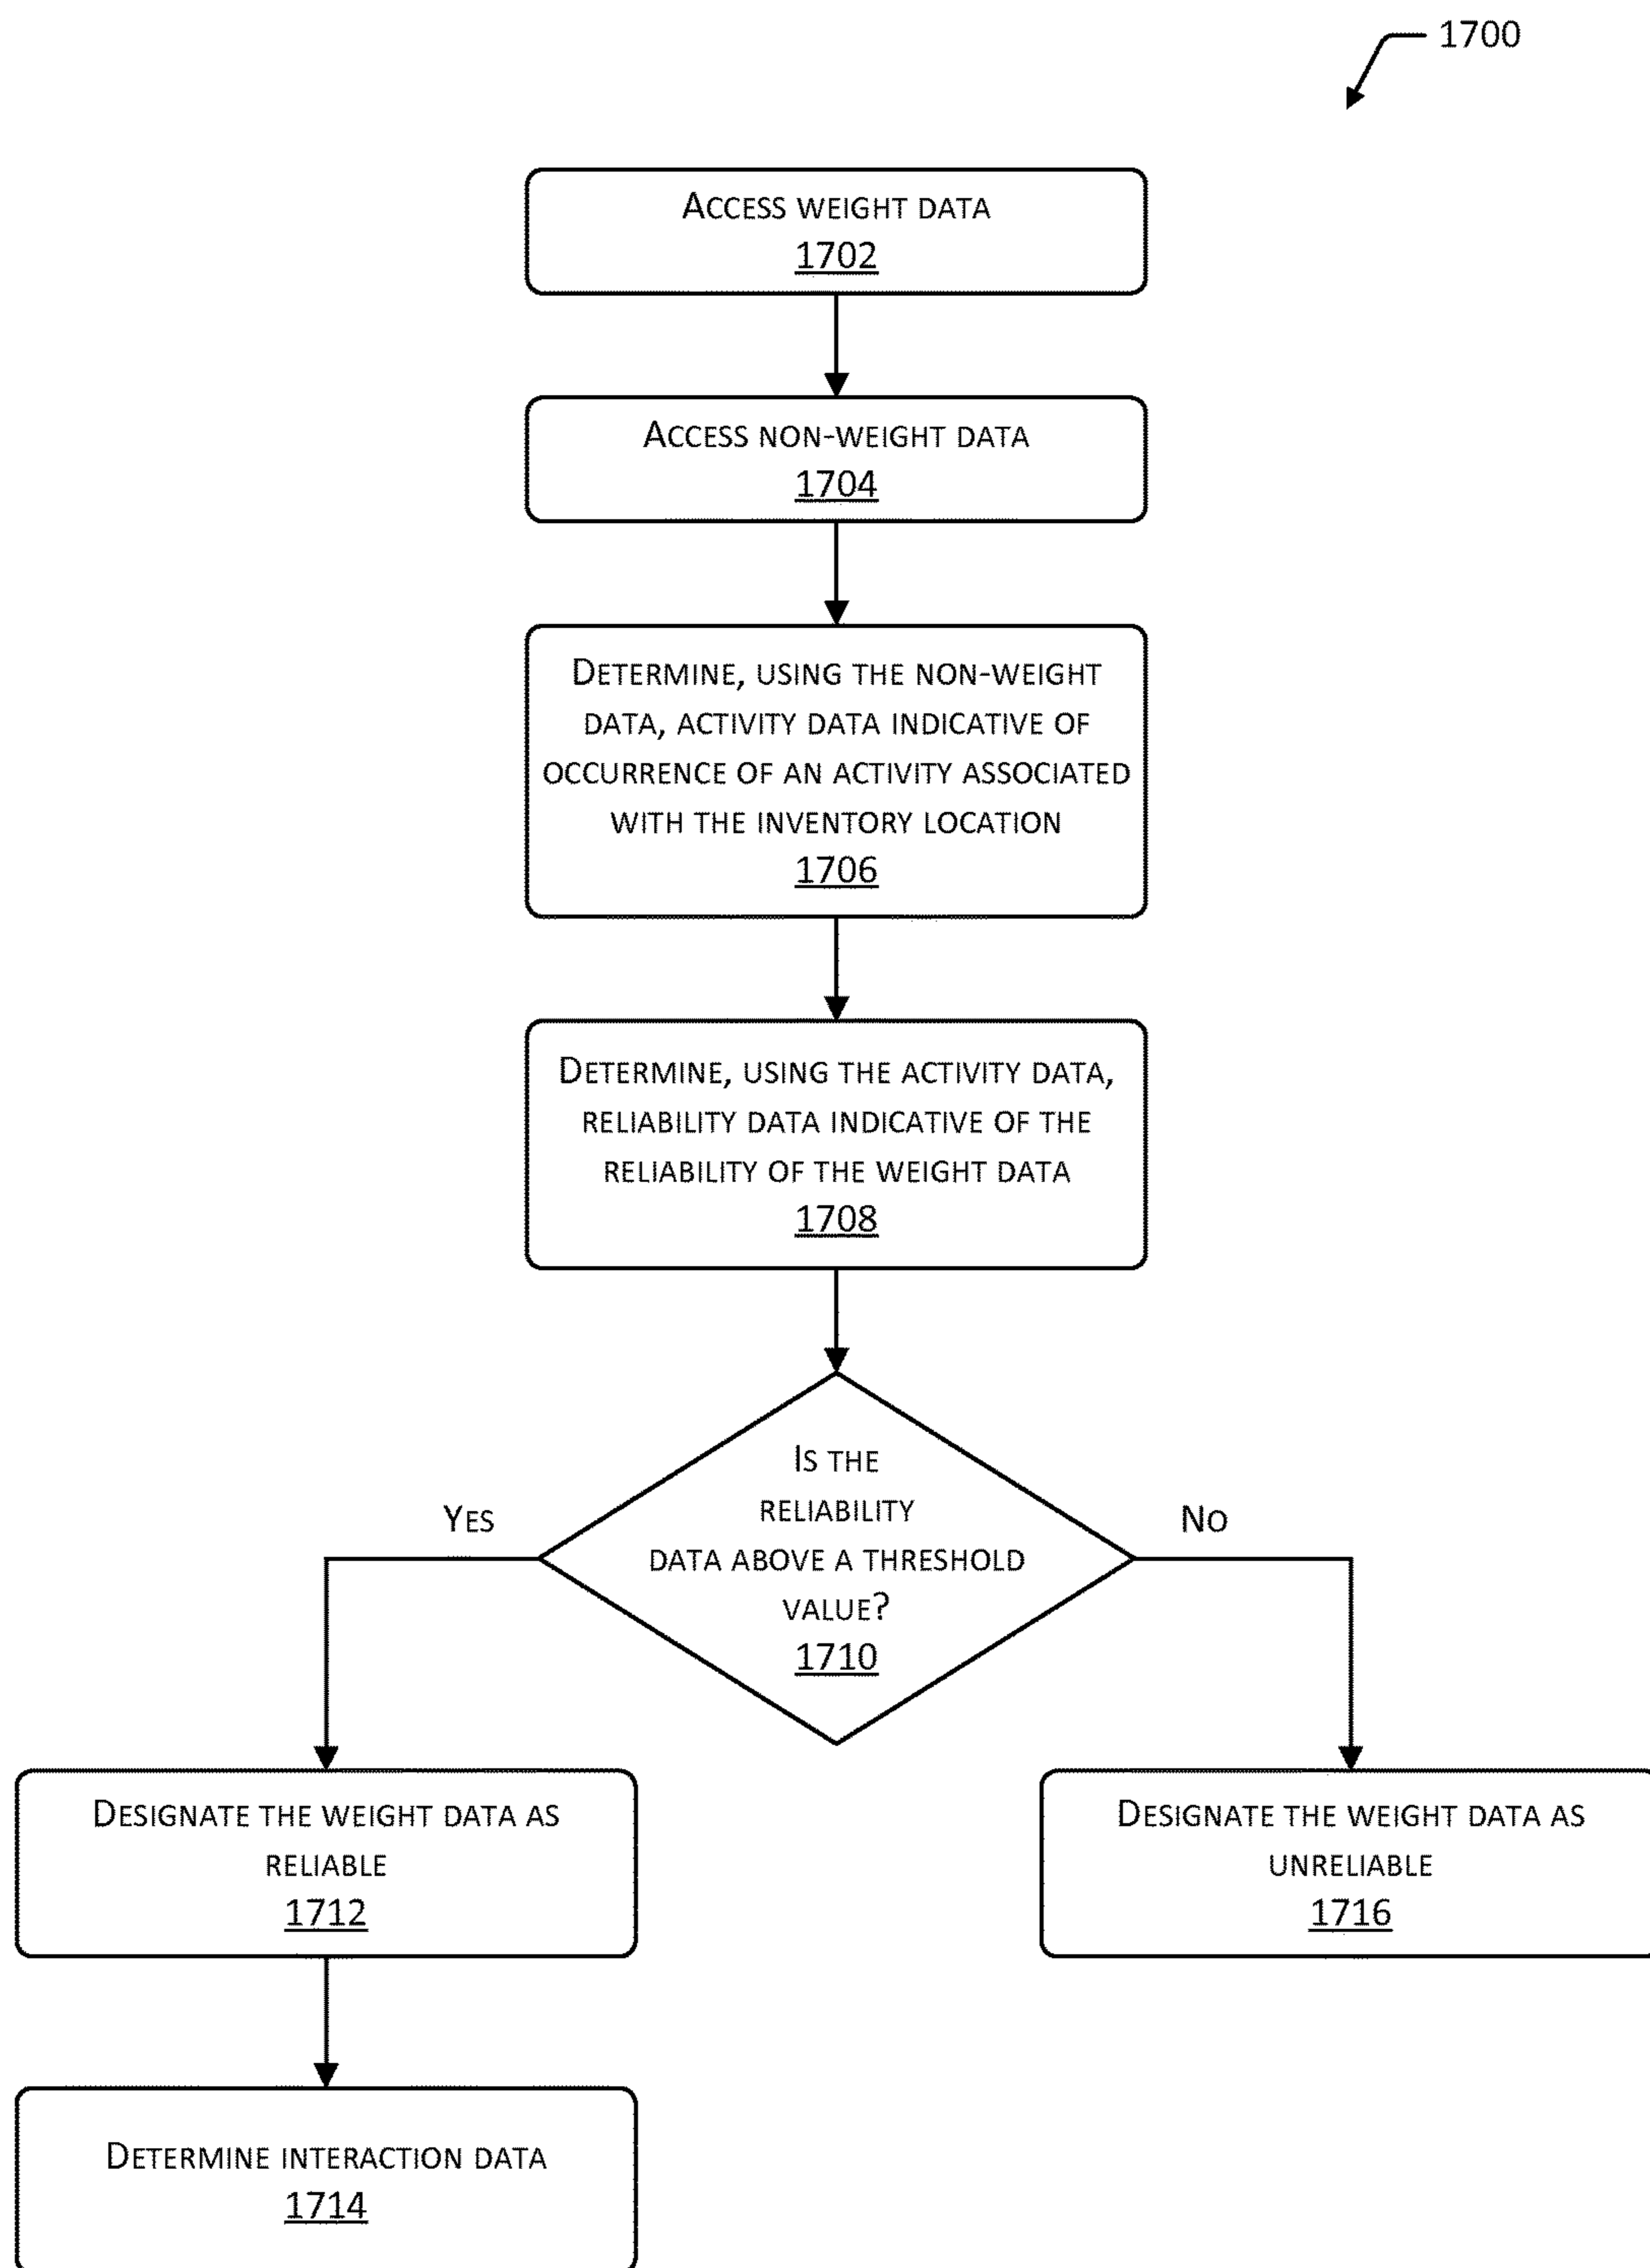 1700
Access weight data
1702
Access non-weight data
1704
Determine, using the non-weight
data, activity data indicative of
occurrence of an activity associated
with the inventory location
1706
Determine, using the activity data,
reliability data indicative of the
reliability of the weight data
1708
Is the
reliability
data above a threshold
value?
1710
Yes
No
Designate the weight data as
reliable
1712
Designate the weight data as
unreliable
1716
Determine interaction data
1714